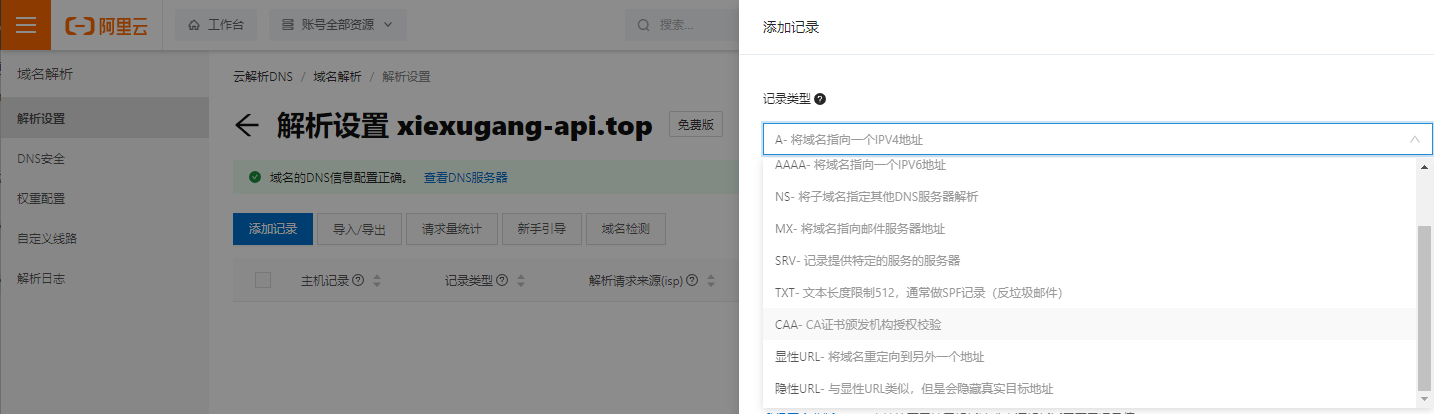 阿里云
工作台
账号全部资源
搜索...
域名解析
解析设置
DNS安全
权重配置
自定义线路
解析日志
云解析DNS / 域名解析 / 解析设置
解析设置 xiexugang-api.top
免费版
域名的DNS信息配置正确。 查看DNS服务器
添加记录 导入/导出 请求量统计 新手引导 域名检测
主机记录 记录类型 解析请求来源(isp)
添加记录
记录类型
A- 将域名指向一个IPV4地址
AAAA- 将域名指向一个IPV6地址
NS- 将子域名指定其他DNS服务器解析
MX- 将域名指向邮件服务器地址
SRV- 记录提供特定的服务的服务器
TXT- 文本长度限制512，通常做SPF记录（反垃圾邮件）
CAA- CA证书颁发机构授权校验
显性URL- 将域名重定向到另外一个地址
隐性URL- 与显性URL类似，但是会隐藏真实目标地址